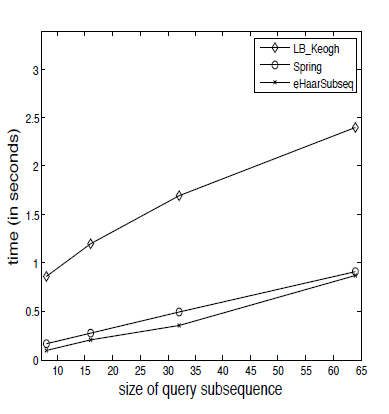 LB_Keogh
Spring
eHaarSubseq
3
2.5
2
1.5
1
0.5
0
time (in seconds)
10 15 20 25 30 35 40 45 50 55 60 65
size of query subsequence